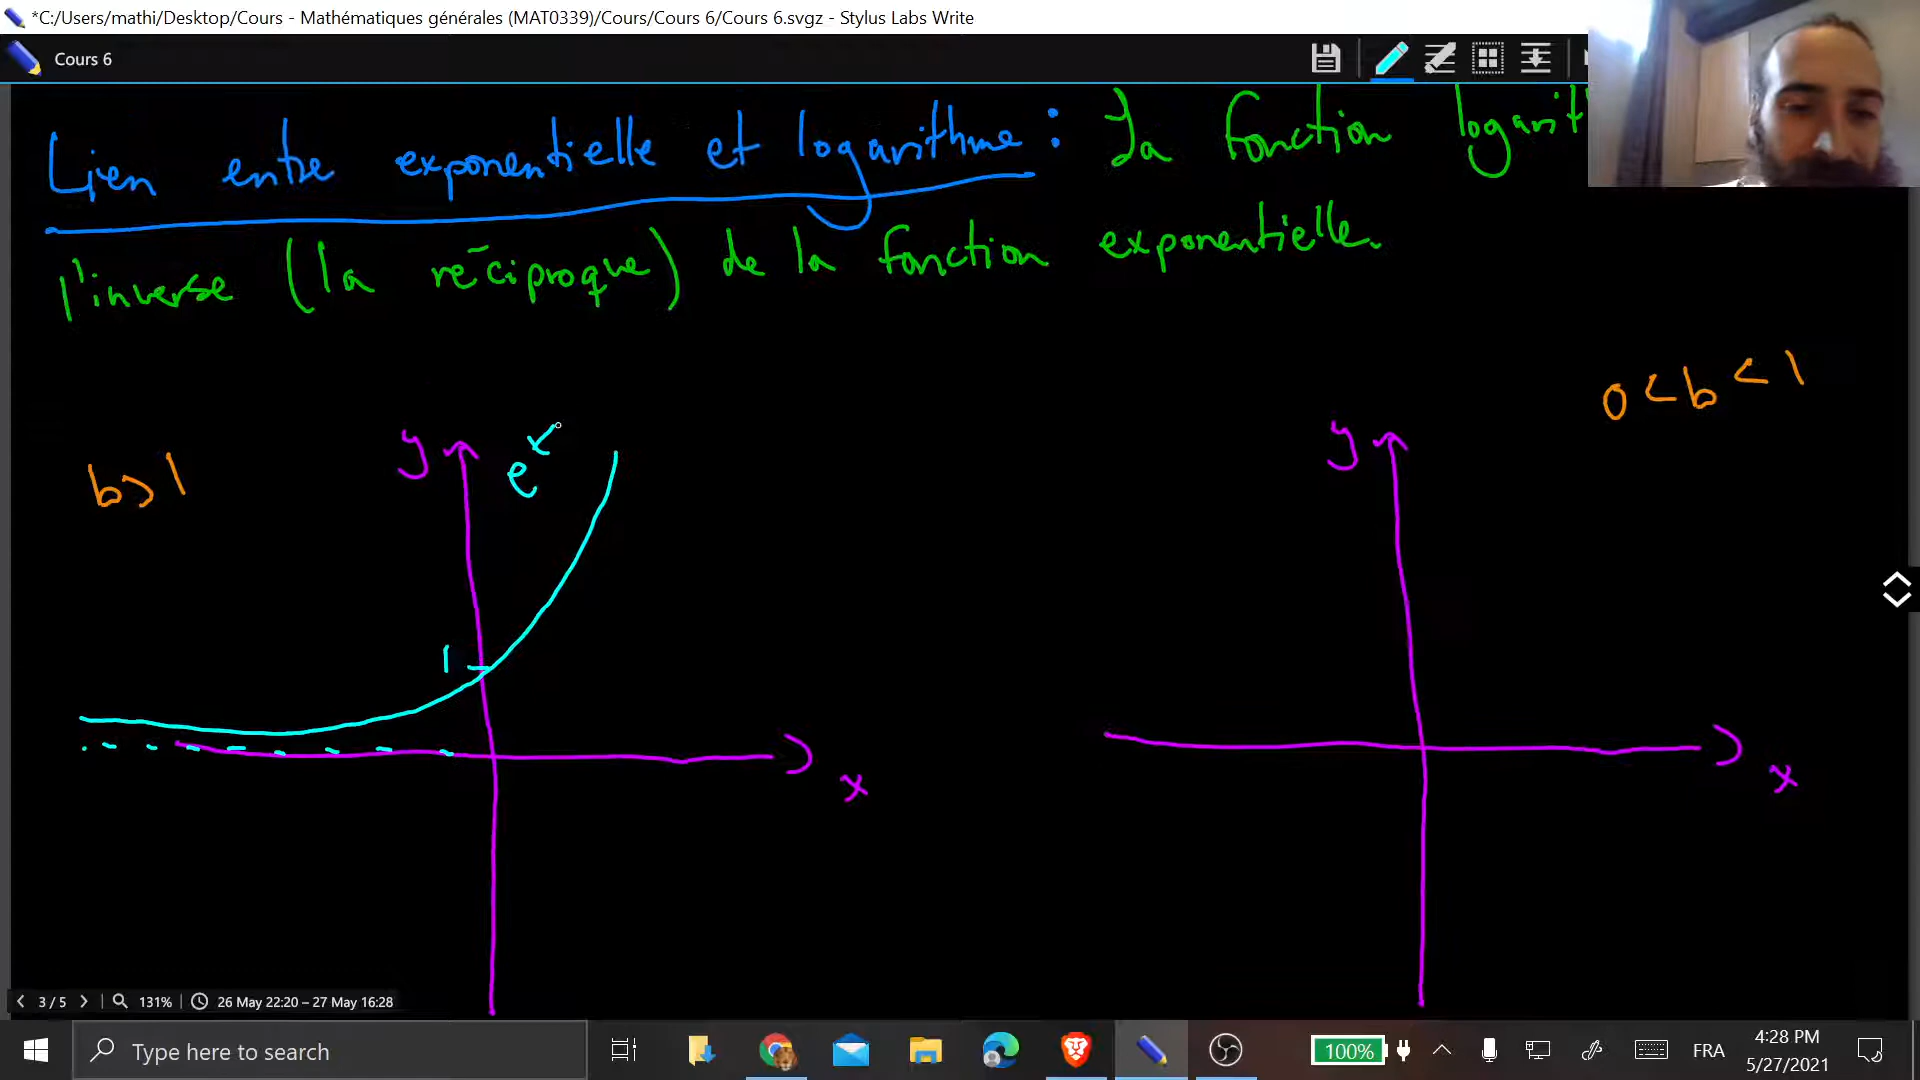 *C:/Users/mathi/Desktop/Cours - Mathématiques générales (MAT0339)/Cours/Cours 6/Cours 6.svgz - Stylus Labs Write
Cours 6
Lien entre exponentielle et logarithme : La fonction logarit
l'inverse (la réciproque) de la fonction exponentielle.
0 < b < 1
b > 1
y
e
y
1
x
x
3 / 5
131%
26 May 22:20 – 27 May 16:28
Type here to search
100%
FRA
4:28 PM
5/27/2021